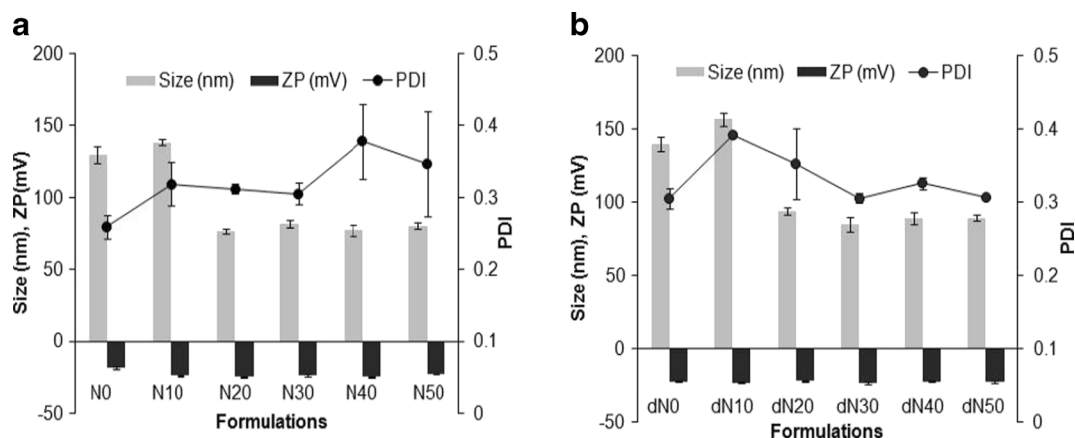 a
200
150
100
50
0
-50
Size (nm), ZP(mV)
Size (nm) ZP (mV) PDI
0.5
0.4
0.3
0.2
0.1
0
PDI
N0 N10 N20 N30 N40 N50
Formulations
b
200
150
100
50
0
-50
Size (nm), ZP (mV)
Size (nm) ZP (mV) PDI
0.5
0.4
0.3
0.2
0.1
0
PDI
dN0 dN10 dN20 dN30 dN40 dN50
Formulations